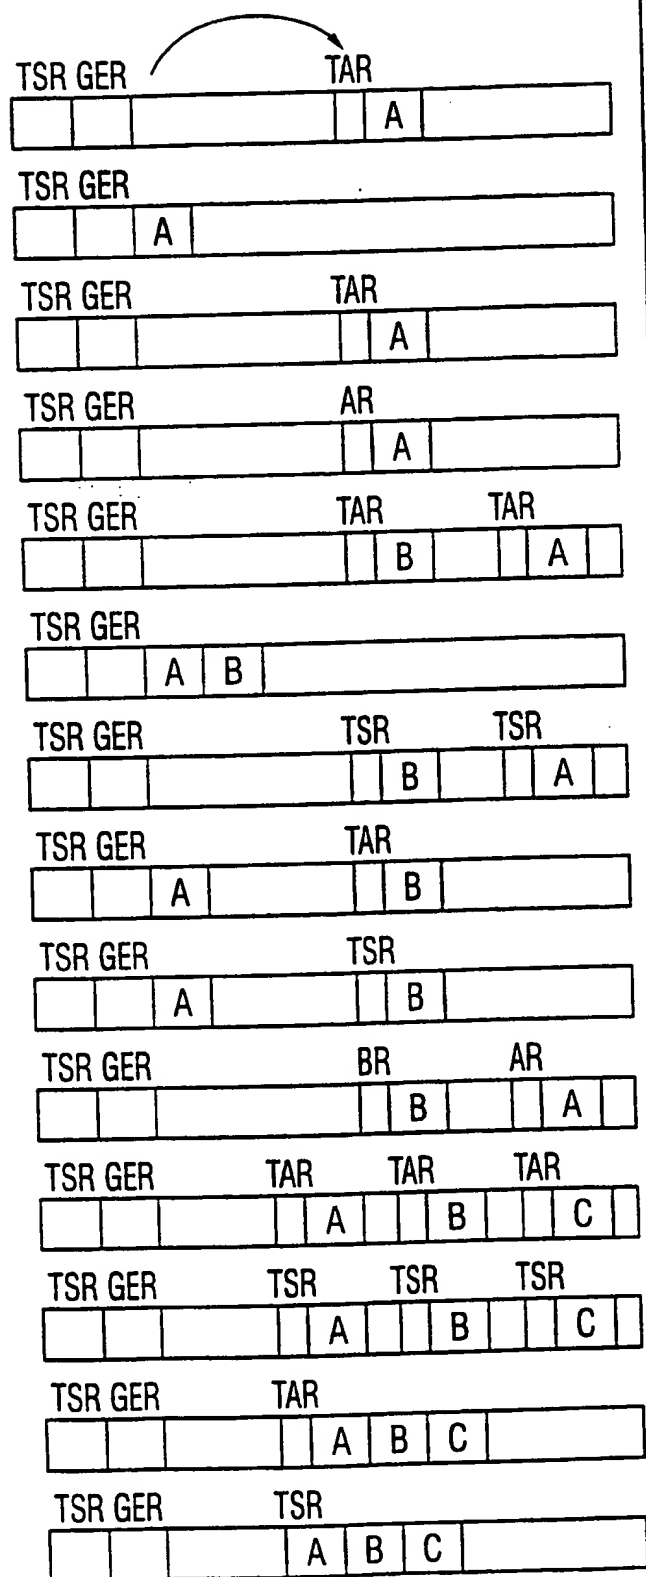 TSR GER TAR
A
TSR GER
A
TSR GER TAR
A
TSR GER AR
A
TSR GER TAR TAR
B A
TSR GER
A B
TSR GER TSR TSR
B A
TSR GER TAR
A B
TSR GER TSR
A B
TSR GER BR AR
B A
TSR GER TAR TAR TAR
A B C
TSR GER TSR TSR TSR
A B C
TSR GER TAR
A B C
TSR GER TSR
A B C